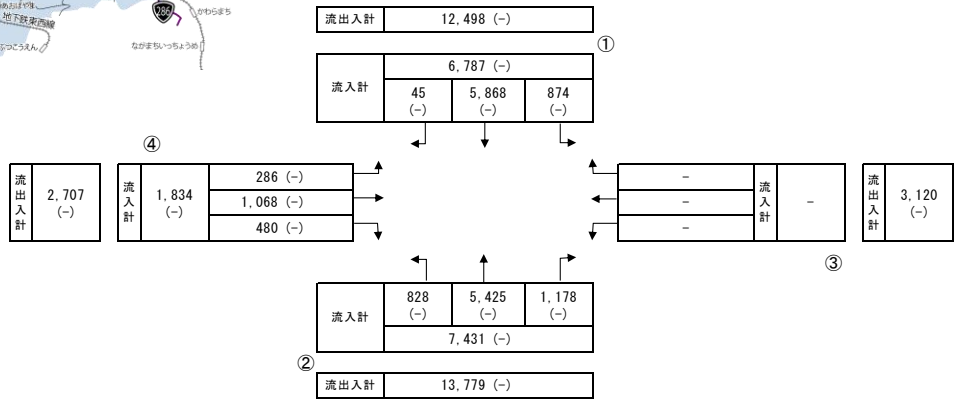 地下鉄東西線
286
かわらまち
ながまちいっちょうめ
流出入計 12,498 (-)
①
流入計
6,787 (-)
45 (-)
5,868 (-)
874 (-)
④
流出入計
2,707 (-)
流入計
1,834 (-)
286 (-)
1,068 (-)
480 (-)
-
-
-
流入計
-
流出入計
3,120 (-)
③
流入計
828 (-)
5,425 (-)
1,178 (-)
7,431 (-)
②
流出入計 13,779 (-)